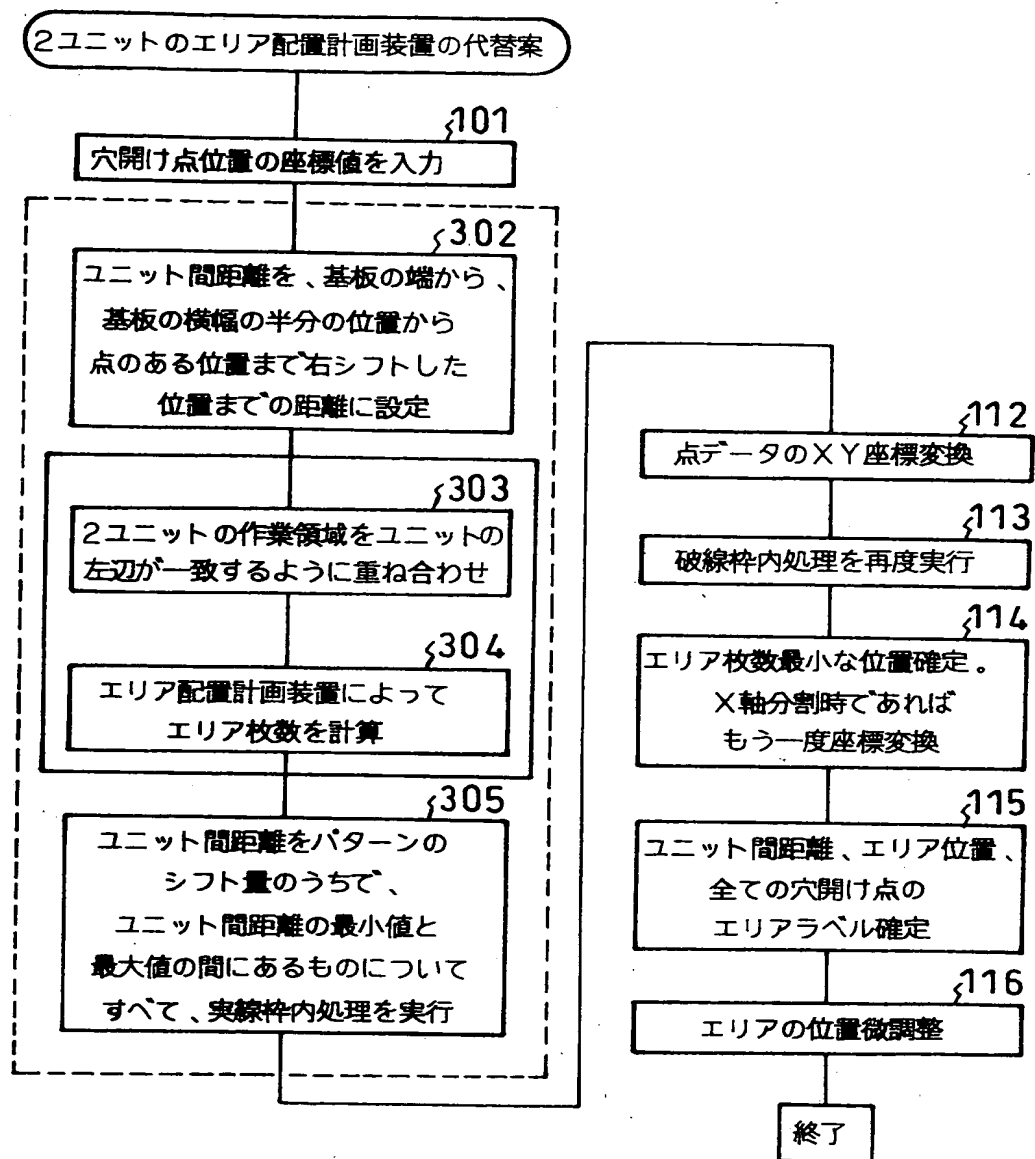 2ユニットのエリア配置計画装置の代替案
101
穴開け点位置の座標値を入力
302
ユニット間距離を、基板の端から、
基板の横幅の半分の位置から
点のある位置まで右シフトした
位置までの距離に設定
303
2ユニットの作業領域をユニットの
左辺が一致するように重ね合わせ
304
エリア配置計画装置によって
エリア枚数を計算
305
ユニット間距離をパターンの
シフト量のうちで、
ユニット間距離の最小値と
最大値の間にあるものについて
すべて、実線枠内処理を実行
112
点データのXY座標変換
113
破線枠内処理を再度実行
114
エリア枚数最小な位置確定。
X軸分割時であれば
もう一度座標変換
115
ユニット間距離、エリア位置、
全ての穴開け点の
エリアラベル確定
116
エリアの位置微調整
終了